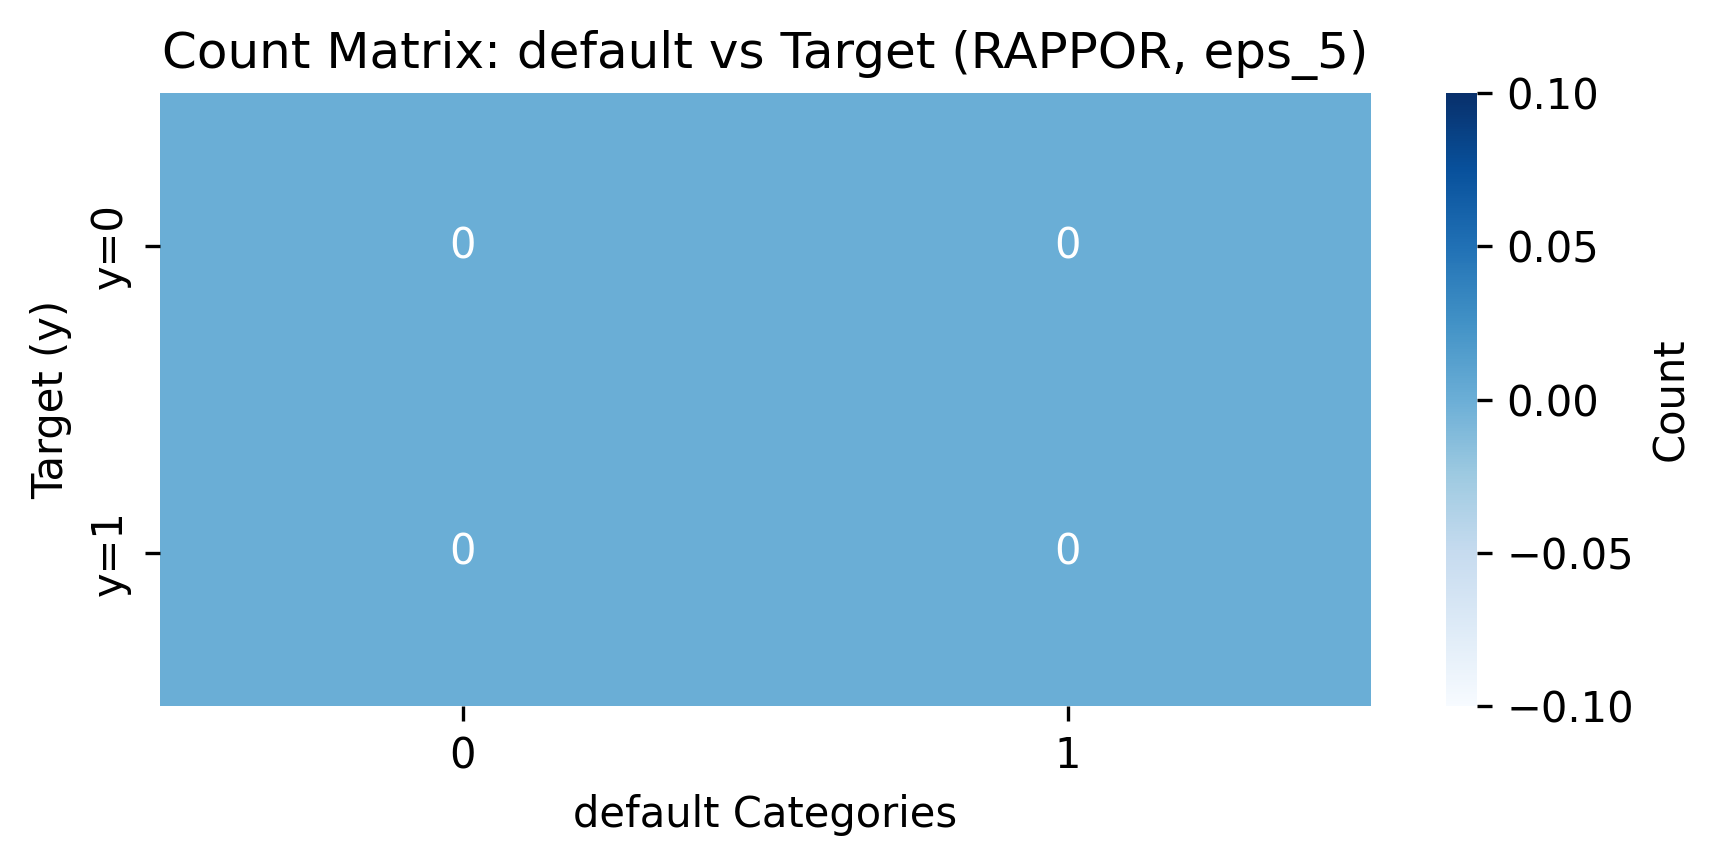 Count Matrix: default vs Target (RAPPOR, eps_5)
Target (y)
y=0
y=1
0
0
0
0
0
1
default Categories
0.10
0.05
0.00
−0.05
−0.10
Count